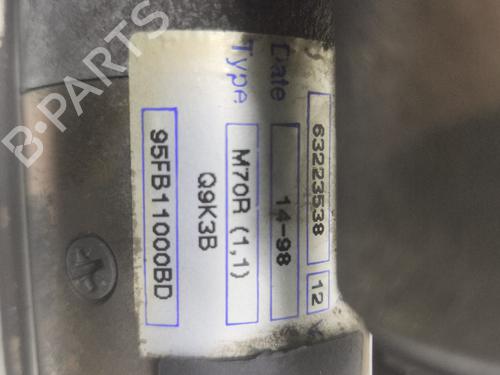 63223538 12
Date 14-98
Type M70R (1,1)
Q9K3B
95FB11000BD
B-PARTS